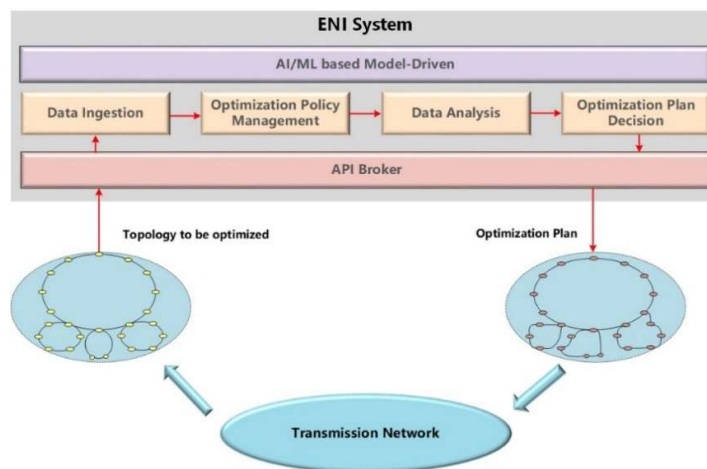 ENI System
AI/ML based Model-Driven
Data Ingestion
Optimization Policy
Management
Data Analysis
Optimization Plan
Decision
API Broker
Topology to be optimized
Optimization Plan
Transmission Network